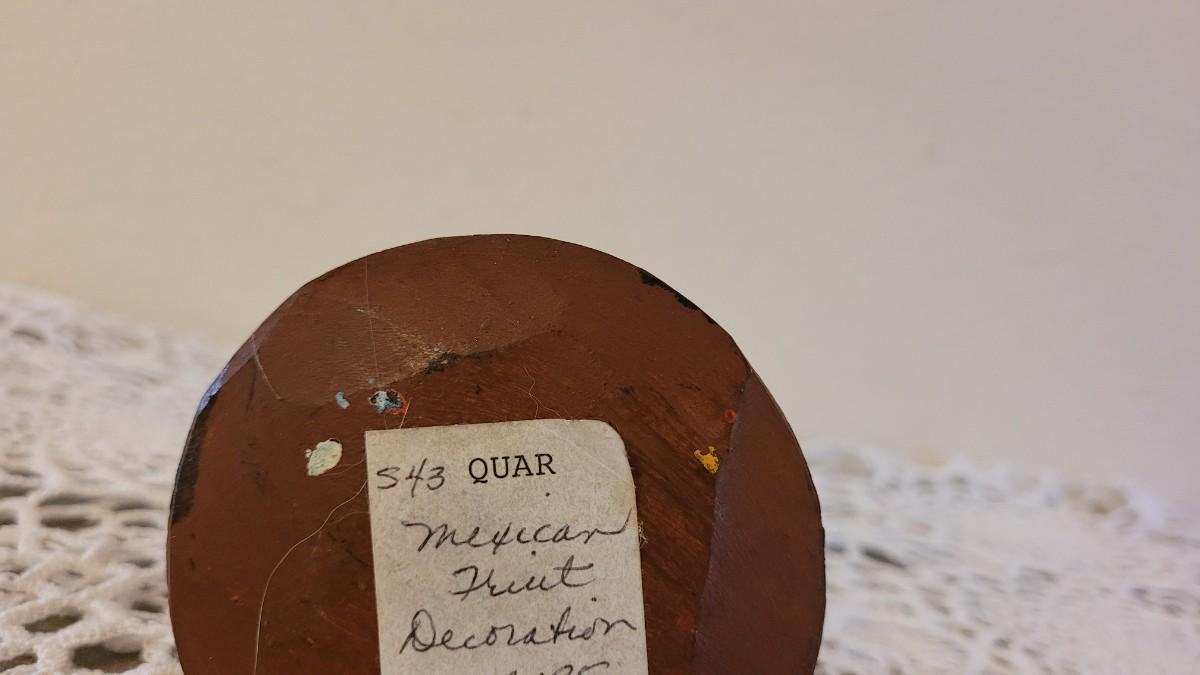 S43 QUAR
Mexican
Fruit
Decoration